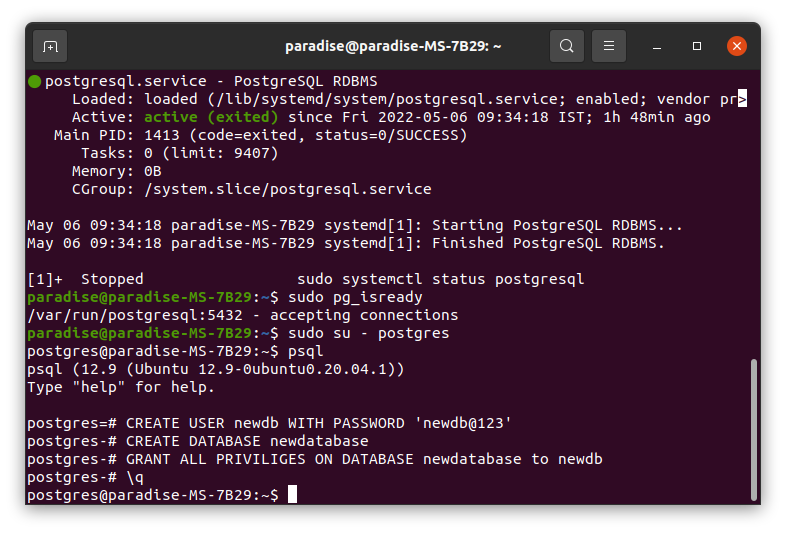 paradise@paradise-MS-7B29: ~
postgresql.service - PostgreSQL RDBMS
Loaded: loaded (/lib/systemd/system/postgresql.service; enabled; vendor pr>
Active: active (exited) since Fri 2022-05-06 09:34:18 IST; 1h 48min ago
Main PID: 1413 (code=exited, status=0/SUCCESS)
Tasks: 0 (limit: 9407)
Memory: 0B
CGroup: /system.slice/postgresql.service
May 06 09:34:18 paradise-MS-7B29 systemd[1]: Starting PostgreSQL RDBMS...
May 06 09:34:18 paradise-MS-7B29 systemd[1]: Finished PostgreSQL RDBMS.
[1]+  Stopped                 sudo systemctl status postgresql
paradise@paradise-MS-7B29:~$ sudo pg_isready
/var/run/postgresql:5432 - accepting connections
paradise@paradise-MS-7B29:~$ sudo su - postgres
postgres@paradise-MS-7B29:~$ psql
psql (12.9 (Ubuntu 12.9-0ubuntu0.20.04.1))
Type "help" for help.
postgres=# CREATE USER newdb WITH PASSWORD 'newdb@123'
postgres-# CREATE DATABASE newdatabase
postgres-# GRANT ALL PRIVILIGES ON DATABASE newdatabase to newdb
postgres-# \q
postgres@paradise-MS-7B29:~$